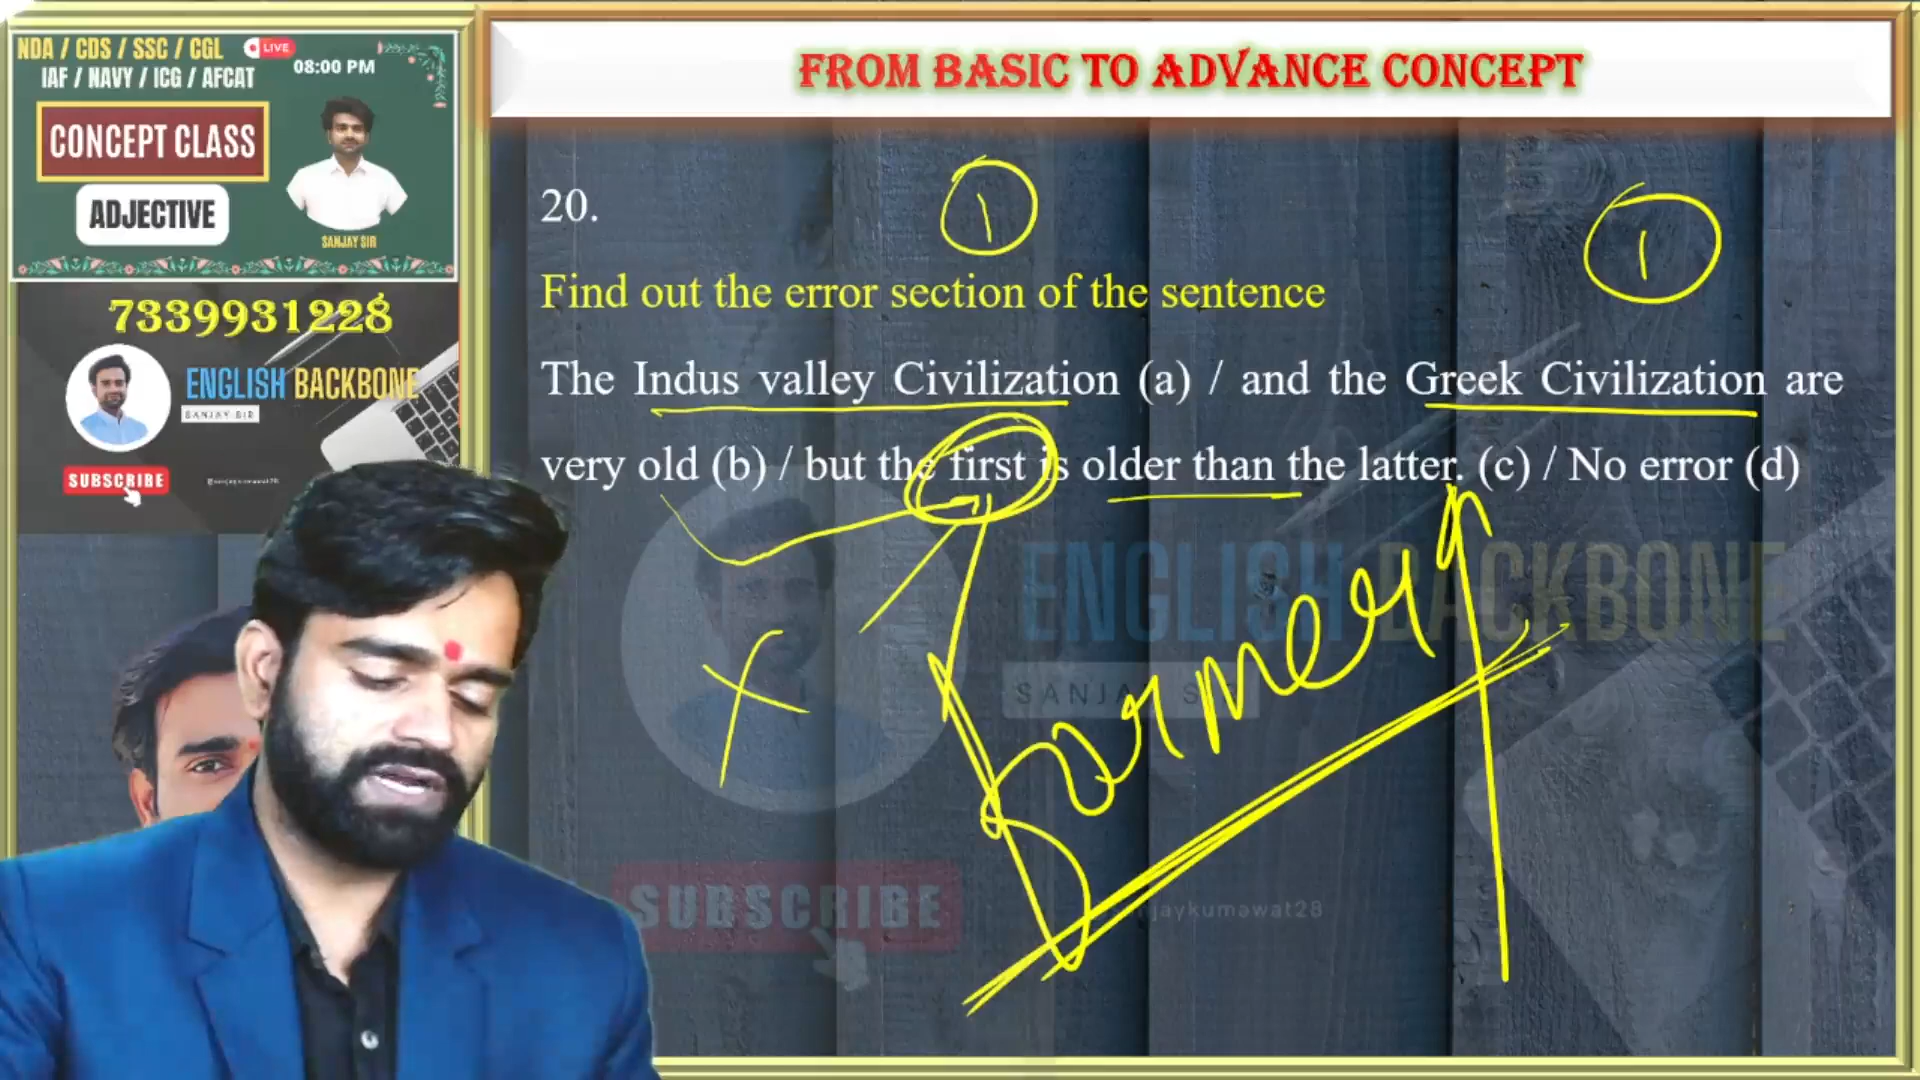 NDA / CDS / SSC / CGL
LIVE
IAF / NAVY / ICG / AFCAT
08:00 PM
CONCEPT CLASS
ADJECTIVE
SANJAY SIR
7339931228
ENGLISH BACKBONE
SANJAY SIR
SUBSCRIBE
FROM BASIC TO ADVANCE CONCEPT
1
1
20.
Find out the error section of the sentence
The Indus valley Civilization (a) / and the Greek Civilization are
very old (b) / but the first is older than the latter. (c) / No error (d)
former
ENGLISH BACKBONE
SANJAY SIR
SUBSCRIBE
jaykumawat28